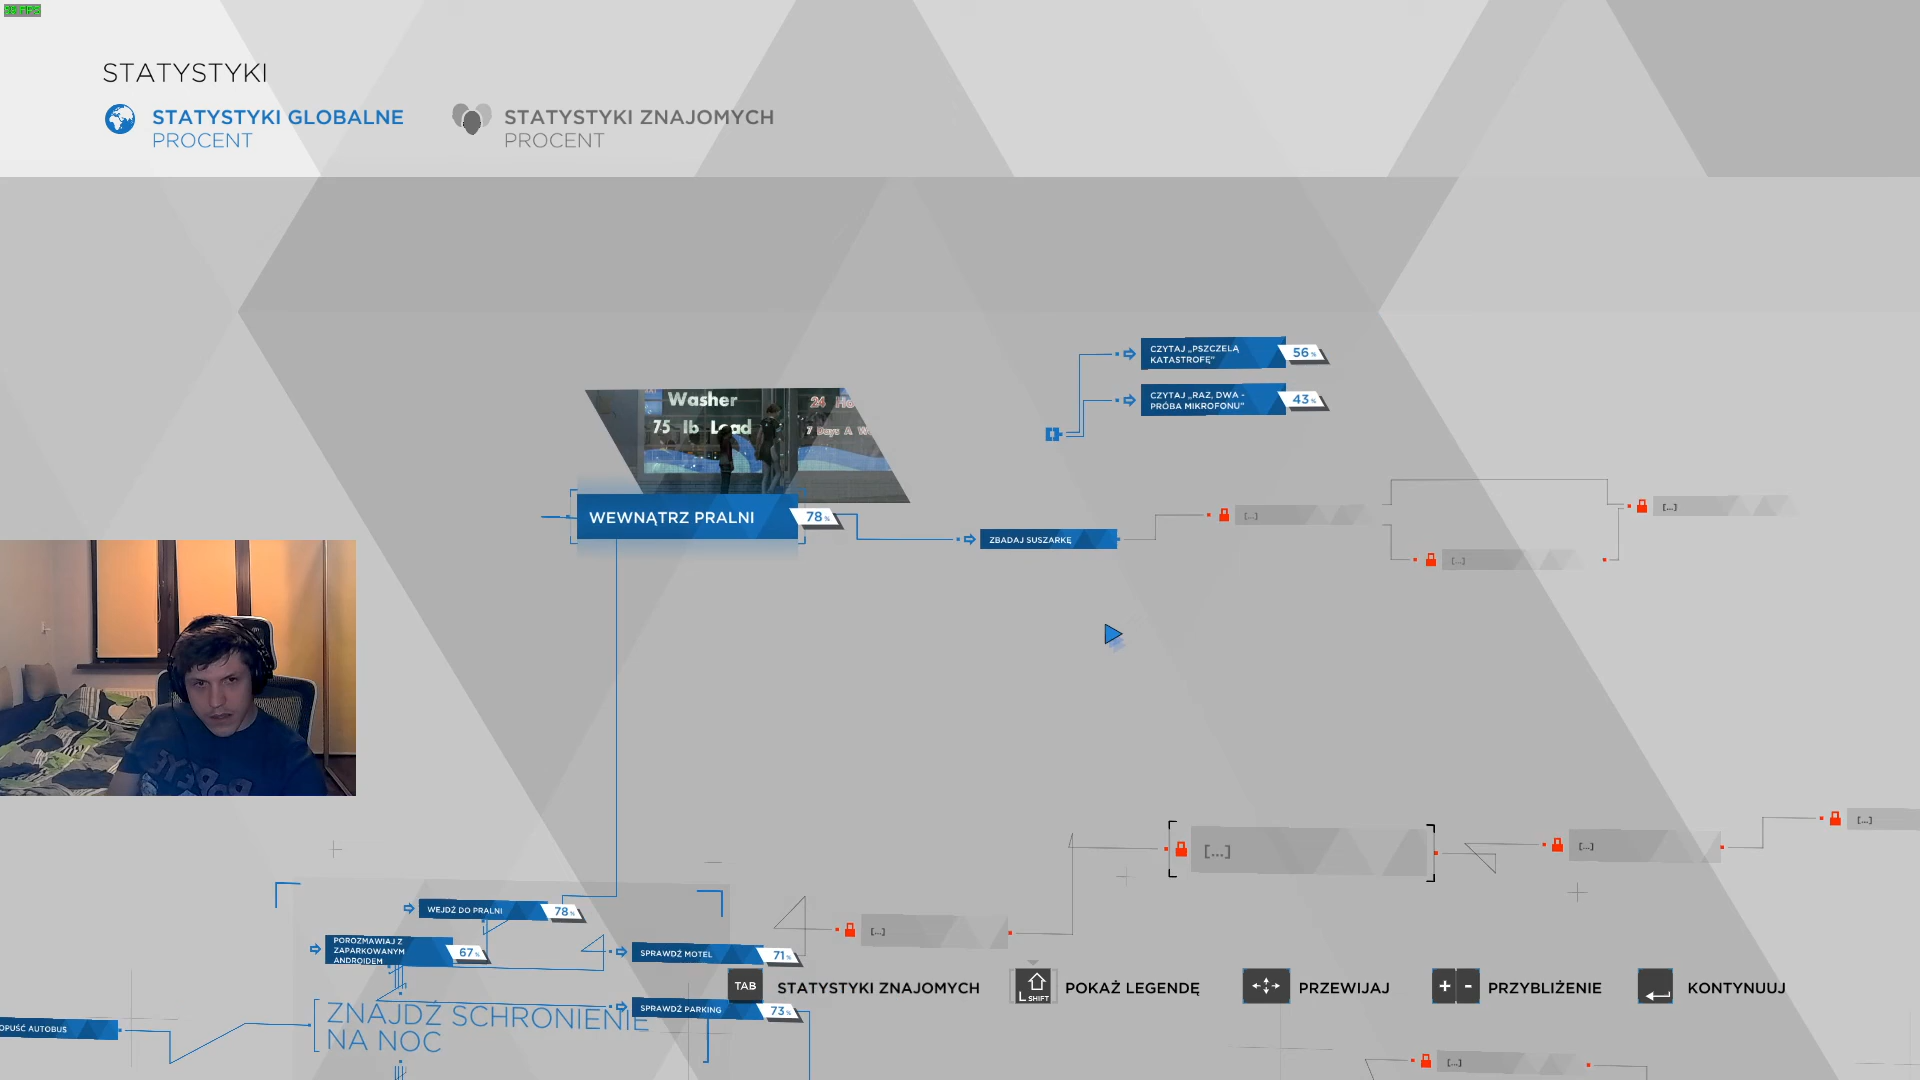 STATYSTYKI
STATYSTYKI GLOBALNE
PROCENT
STATYSTYKI ZNAJOMYCH
PROCENT
CZYTAJ „PSZCZELĄ
KATASTROFĘ"
56%
CZYTAJ „RAZ, DWA -
PRÓBA MIKROFONU"
43%
Washer
75 lb Load
7 Days A W
WEWNĄTRZ PRALNI
78%
ZBADAJ SUSZARKĘ
[...]
[...]
[...]
[...]
[...]
[...]
[...]
[...]
WEJDŹ DO PRALNI
78%
POROZMAWIAJ Z
ZAPARKOWANYM
ANDROIDEM
67%
SPRAWDŹ MOTEL
71%
SPRAWDŹ PARKING
73%
ZNAJDŹ SCHRONIENIE
NA NOC
OPUŚĆ AUTOBUS
TAB
STATYSTYKI ZNAJOMYCH
L SHIFT
POKAŻ LEGENDĘ
PRZEWIJAJ
+ -
PRZYBLIŻENIE
KONTYNUUJ